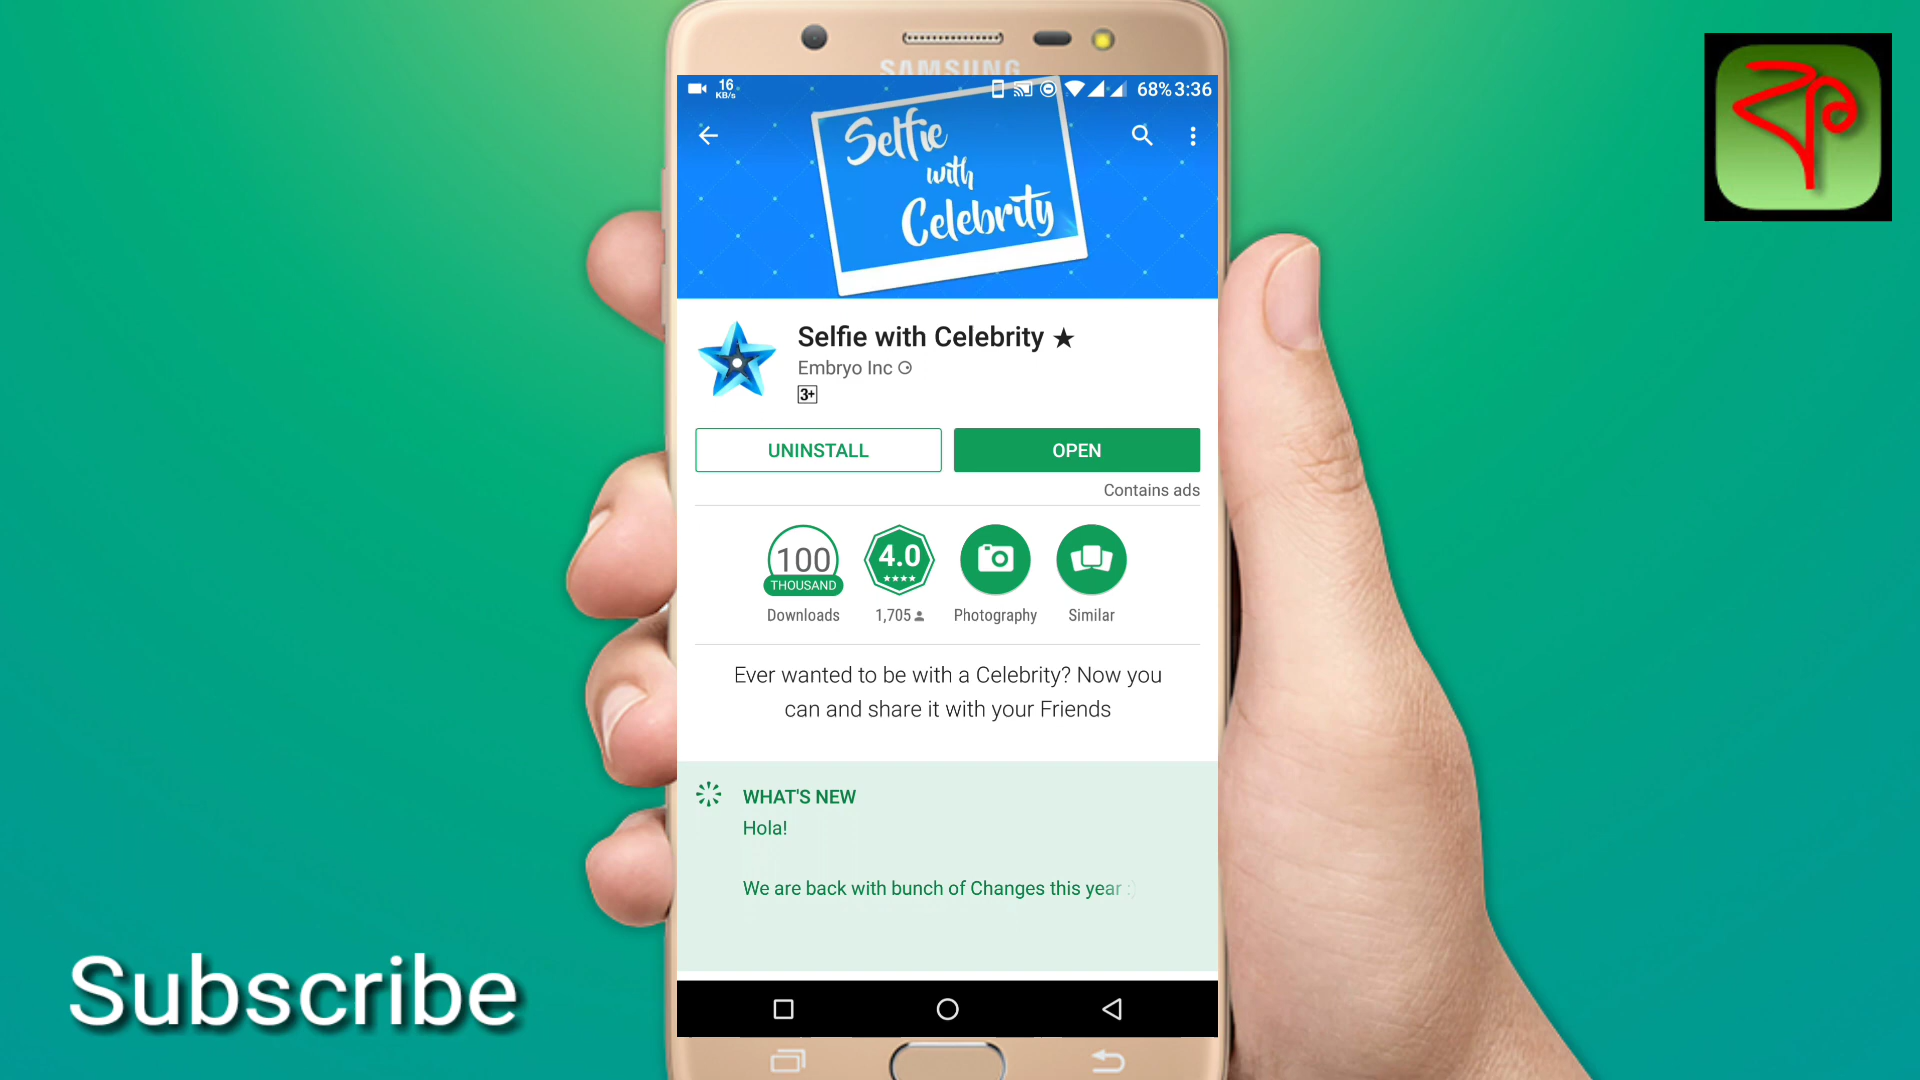 SAMSUNG
16
KB/s
68% 3:36
Selfie
with
Celebrity
ক
Selfie with Celebrity ★
Embryo Inc
3+
UNINSTALL
OPEN
Contains ads
100
THOUSAND
4.0
Downloads
1,705
Photography
Similar
Ever wanted to be with a Celebrity? Now you
can and share it with your Friends
WHAT'S NEW
Hola!
We are back with bunch of Changes this year :)
Subscribe